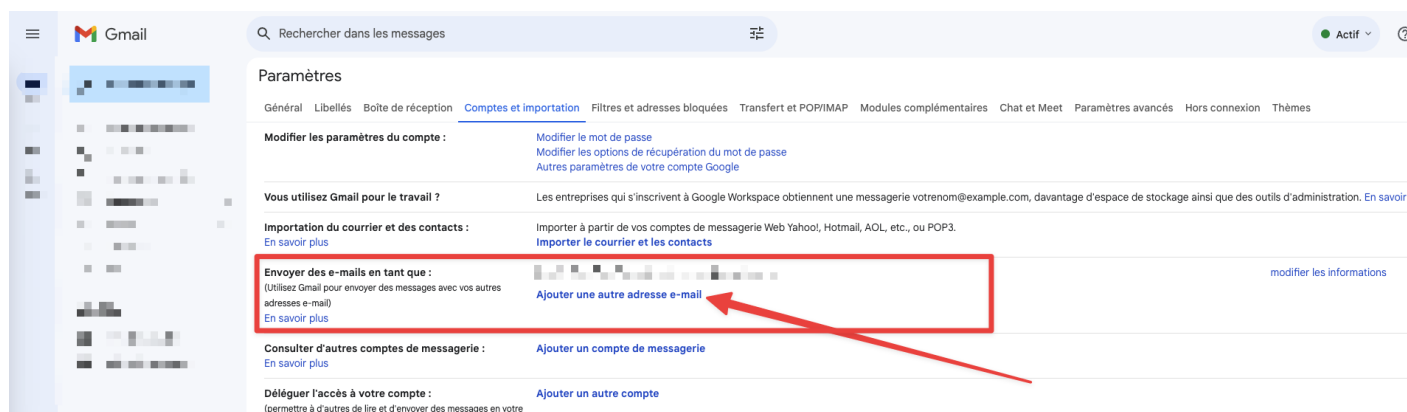 Gmail
Rechercher dans les messages
Actif
Paramètres
Général Libellés Boîte de réception Comptes et importation Filtres et adresses bloquées Transfert et POP/IMAP Modules complémentaires Chat et Meet Paramètres avancés Hors connexion Thèmes
Modifier les paramètres du compte :
Modifier le mot de passe
Modifier les options de récupération du mot de passe
Autres paramètres de votre compte Google
Vous utilisez Gmail pour le travail ?
Les entreprises qui s'inscrivent à Google Workspace obtiennent une messagerie votrenom@example.com, davantage d'espace de stockage ainsi que des outils d'administration. En savoir
Importation du courrier et des contacts :
En savoir plus
Importer à partir de vos comptes de messagerie Web Yahoo!, Hotmail, AOL, etc., ou POP3.
Importer le courrier et les contacts
Envoyer des e-mails en tant que :
(Utilisez Gmail pour envoyer des messages avec vos autres
adresses e-mail)
En savoir plus
Ajouter une autre adresse e-mail
modifier les informations
Consulter d'autres comptes de messagerie :
En savoir plus
Ajouter un compte de messagerie
Déléguer l'accès à votre compte :
(permettre à d'autres de lire et d'envoyer des messages en votre
Ajouter un autre compte